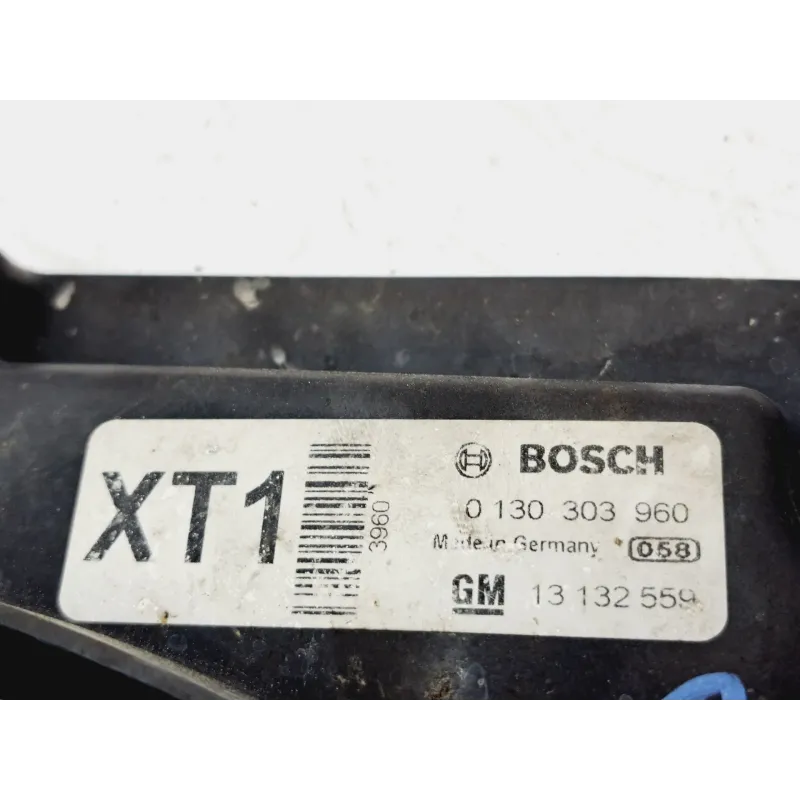 XT1
3960
BOSCH
0 130 303 960
Made in Germany 058
GM 13 132 559